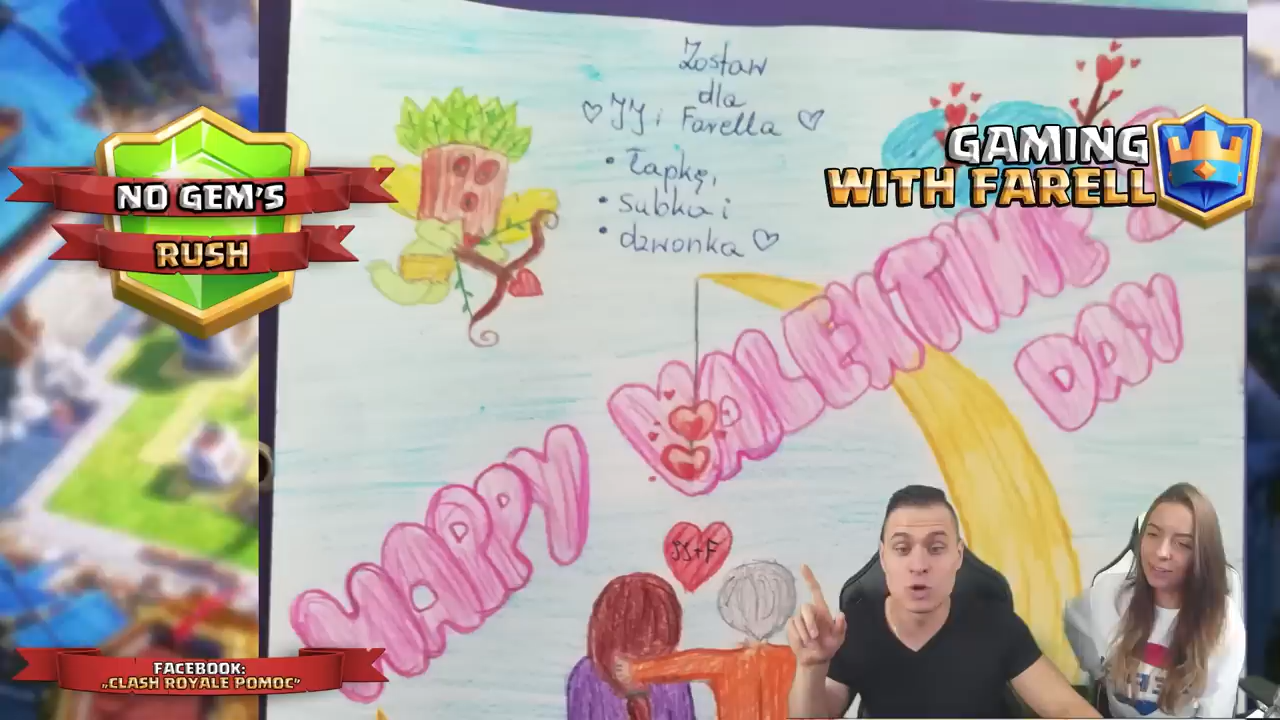 Zostaw
dla
♡ JJ i Farella ♡
• Łapkę,
• subka i
• dzwonka ♡
NO GEM'S
RUSH
GAMING
WITH FARELL
HAPPY VALENTINE'S
DAY
JJ+F
FACEBOOK:
„CLASH ROYALE POMOC"